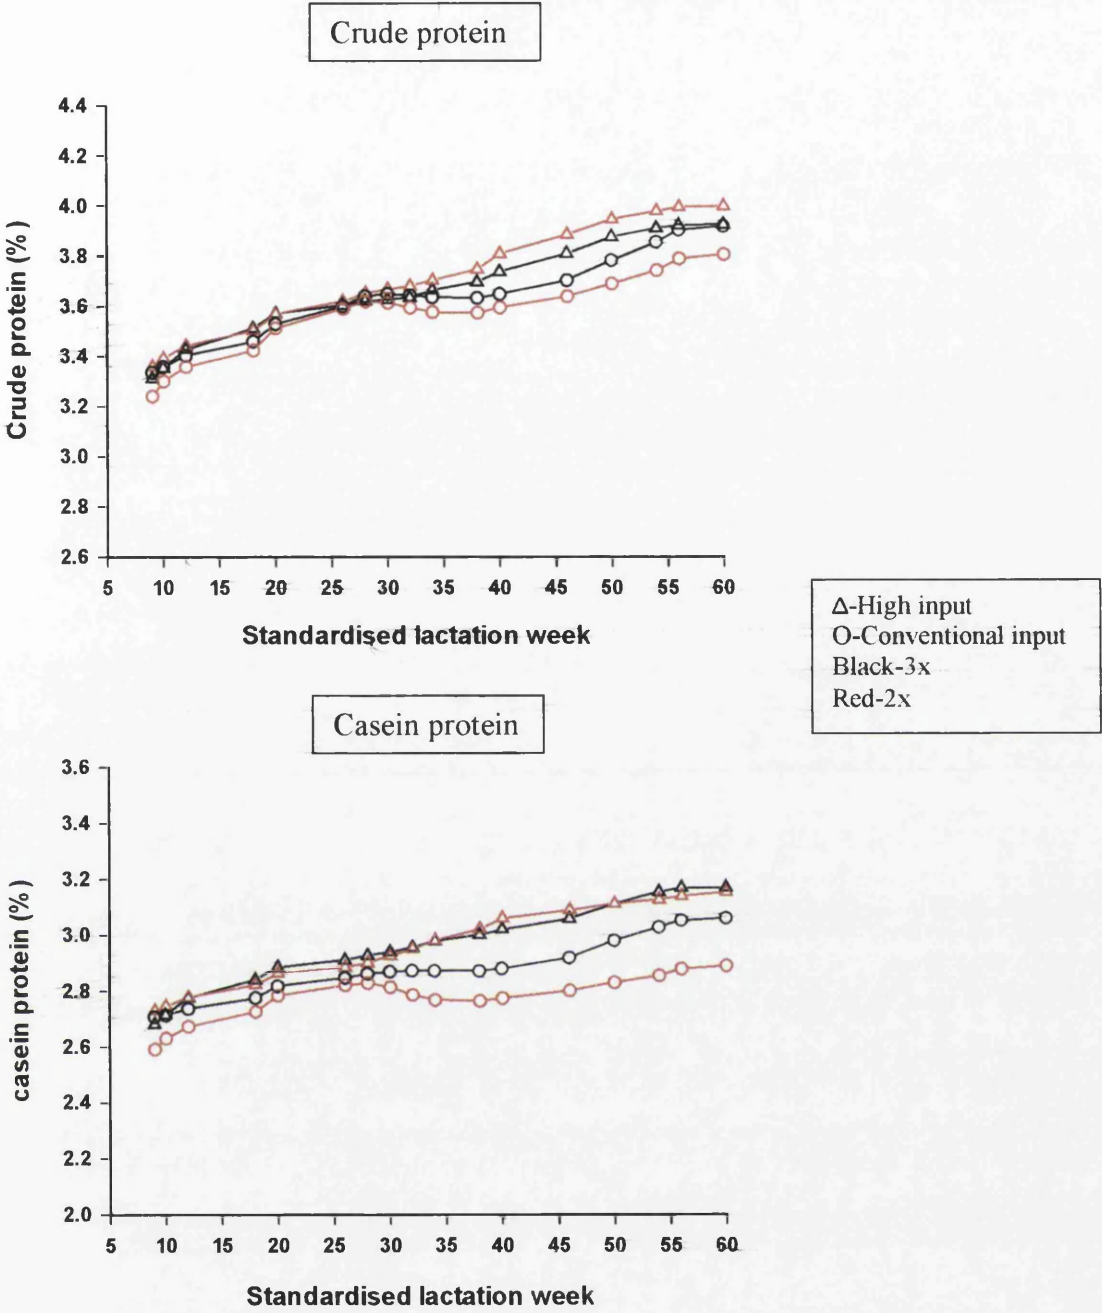 Crude protein
4.4
4.2
4.0
3.8
3.6
3.4
3.2
3.0
2.8
2.6
Crude protein (%)
5 10 15 20 25 30 35 40 45 50 55 60
Standardised lactation week
Δ-High input
O-Conventional input
Black-3x
Red-2x
Casein protein
3.6
3.4
3.2
3.0
2.8
2.6
2.4
2.2
2.0
casein protein (%)
5 10 15 20 25 30 35 40 45 50 55 60
Standardised lactation week